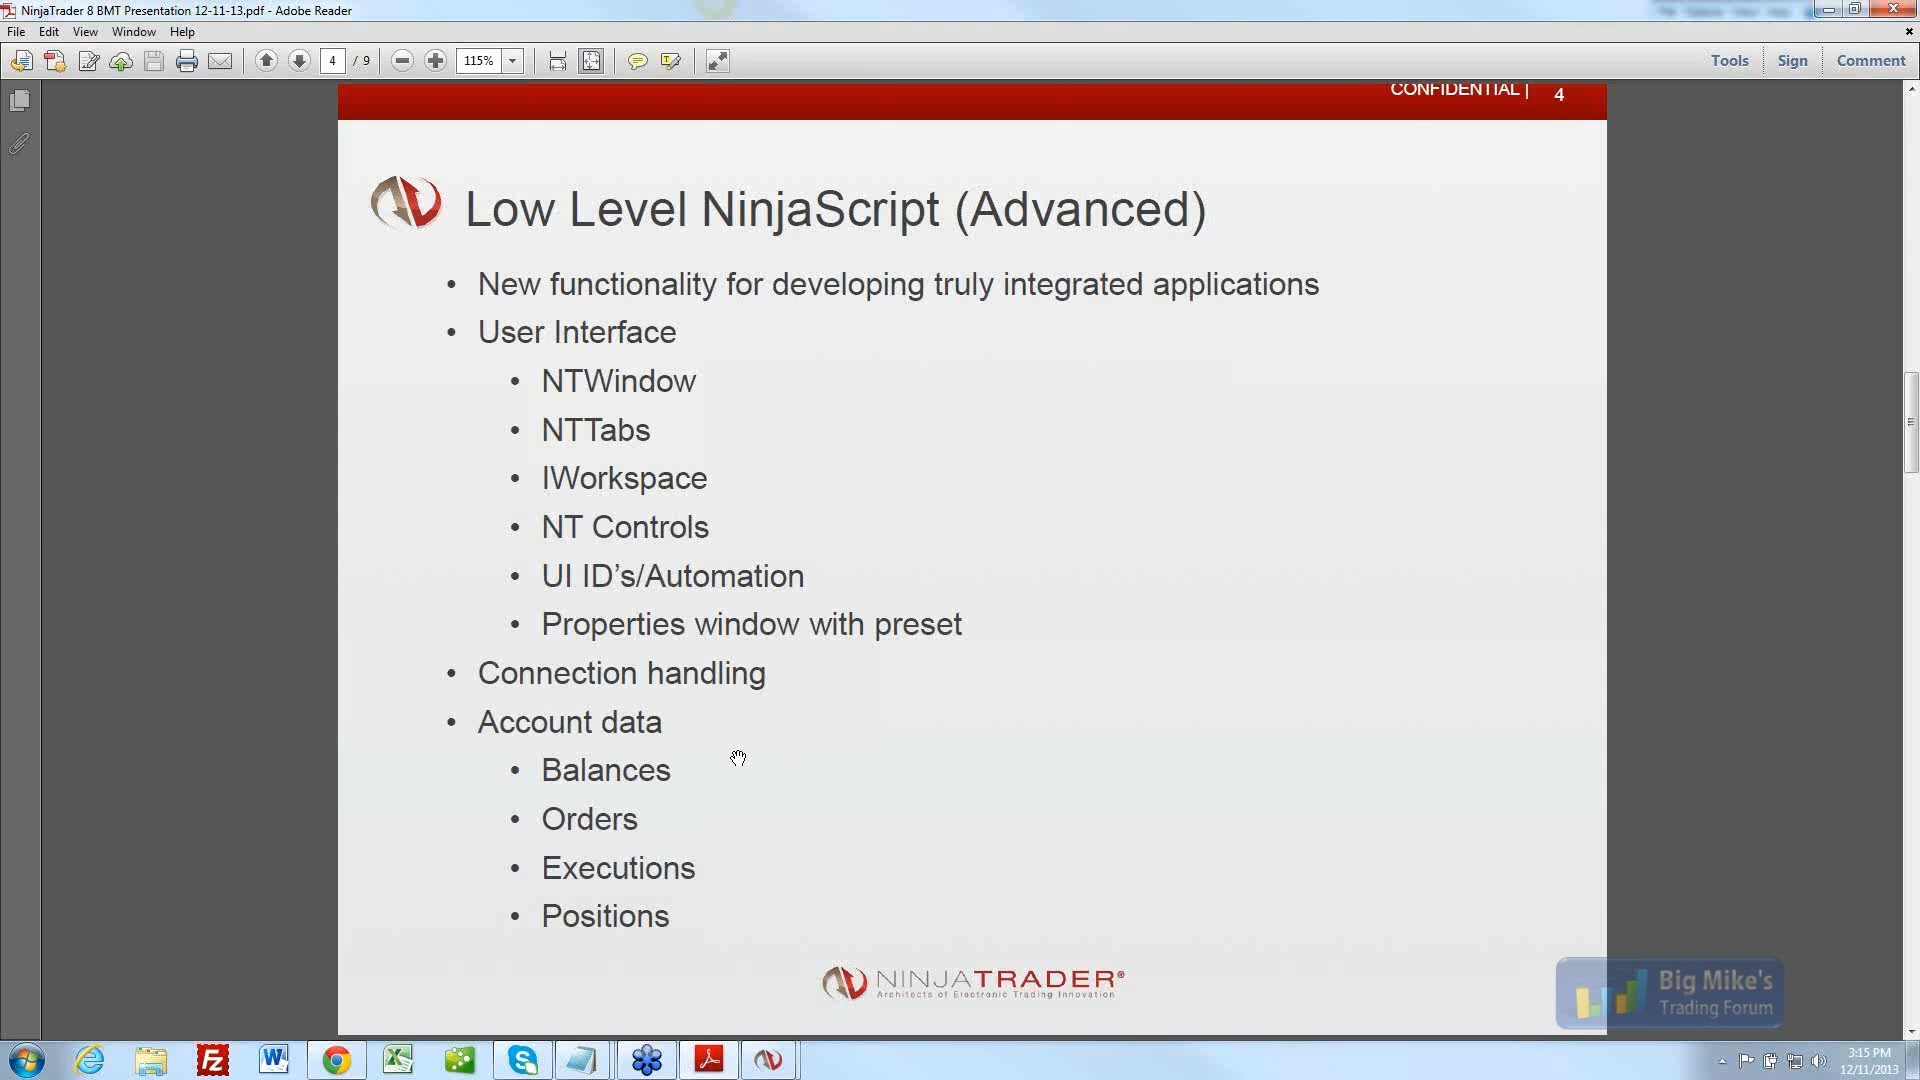 NinjaTrader 8 BMT Presentation 12-11-13.pdf - Adobe Reader
File Edit View Window Help
4 / 9 115% Tools Sign Comment
CONFIDENTIAL | 4
Low Level NinjaScript (Advanced)
• New functionality for developing truly integrated applications
• User Interface
• NTWindow
• NTTabs
• IWorkspace
• NT Controls
• UI ID’s/Automation
• Properties window with preset
• Connection handling
• Account data
• Balances
• Orders
• Executions
• Positions
NINJATRADER®
Architects of Electronic Trading Innovation
Big Mike's
Trading Forum
3:15 PM
12/11/2013